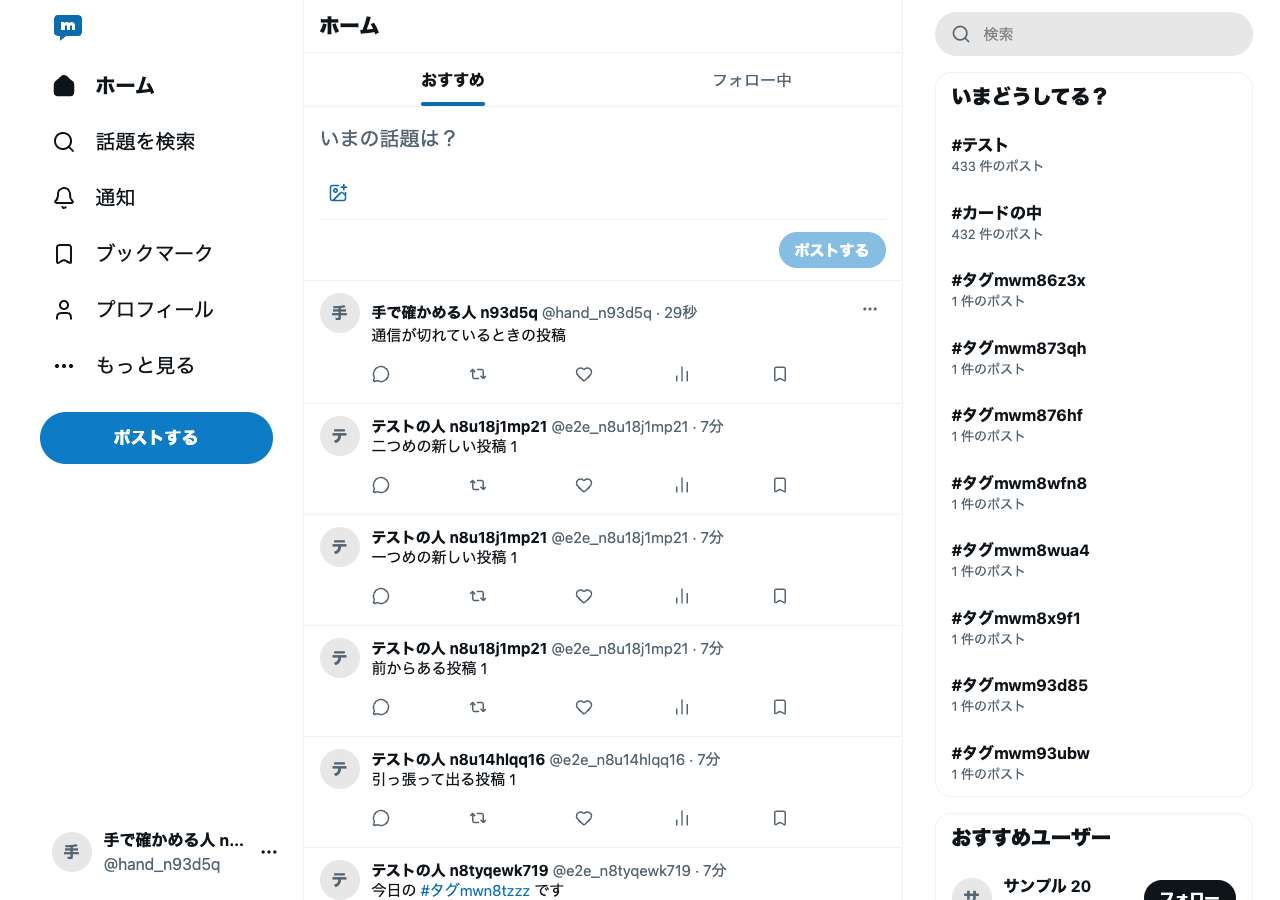 m
ホーム
話題を検索
通知
ブックマーク
プロフィール
もっと見る
ポストする
手で確かめる人 n...
@hand_n93d5q
ホーム
おすすめ
フォロー中
いまの話題は？
ポストする
手
手で確かめる人 n93d5q @hand_n93d5q · 29秒
通信が切れているときの投稿
テ
テストの人 n8u18j1mp21 @e2e_n8u18j1mp21 · 7分
二つめの新しい投稿 1
テ
テストの人 n8u18j1mp21 @e2e_n8u18j1mp21 · 7分
一つめの新しい投稿 1
テ
テストの人 n8u18j1mp21 @e2e_n8u18j1mp21 · 7分
前からある投稿 1
テ
テストの人 n8u14hlqq16 @e2e_n8u14hlqq16 · 7分
引っ張って出る投稿 1
テ
テストの人 n8tyqewk719 @e2e_n8tyqewk719 · 7分
今日の #タグmwn8tzzz です
検索
いまどうしてる？
#テスト
433 件のポスト
#カードの中
432 件のポスト
#タグmwm86z3x
1 件のポスト
#タグmwm873qh
1 件のポスト
#タグmwm876hf
1 件のポスト
#タグmwm8wfn8
1 件のポスト
#タグmwm8wua4
1 件のポスト
#タグmwm8x9f1
1 件のポスト
#タグmwm93d85
1 件のポスト
#タグmwm93ubw
1 件のポスト
おすすめユーザー
サ
サンプル 20
フォロー
手